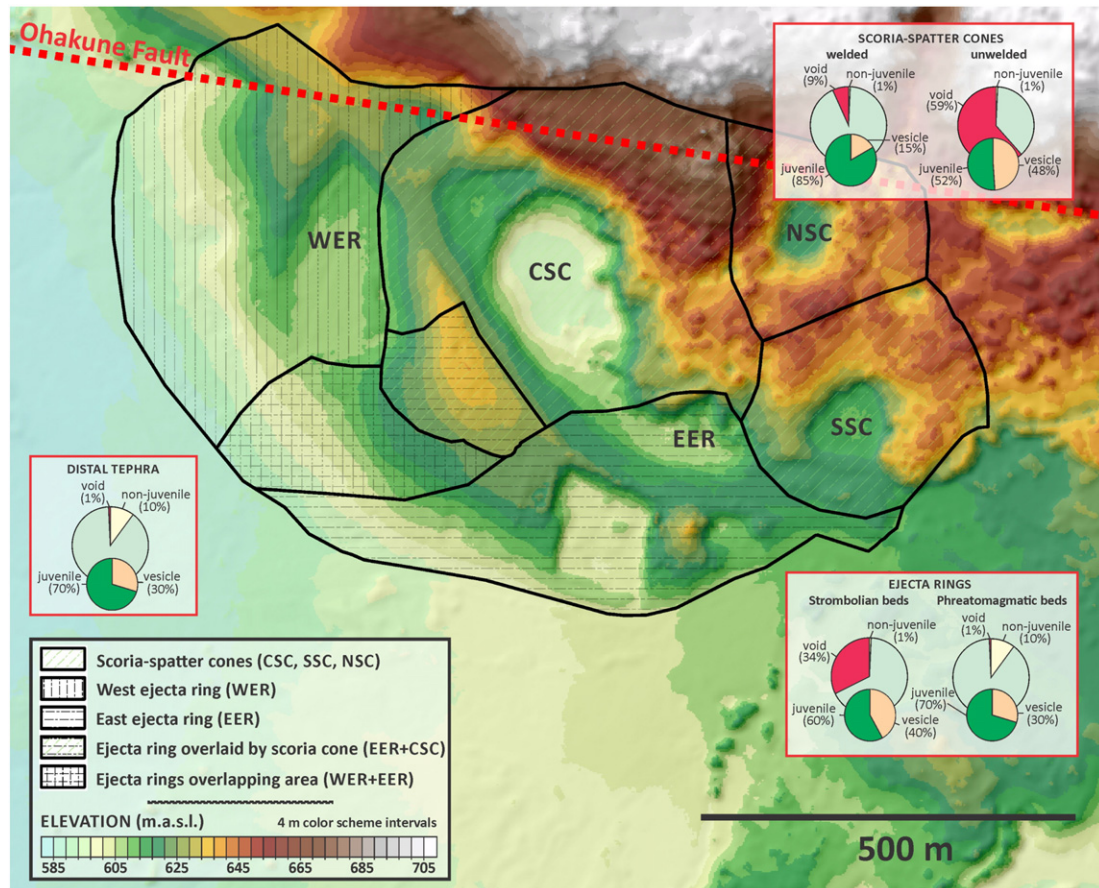 Ohakune Fault
WER
CSC
NSC
EER
SSC
SCORIA-SPATTER CONES
welded
unwelded
void
(9%)
non-juvenile
(1%)
vesicle
(15%)
juvenile
(85%)
void
(59%)
non-juvenile
(1%)
juvenile
(52%)
vesicle
(48%)
DISTAL TEPHRA
void
(1%)
non-juvenile
(10%)
juvenile
(70%)
vesicle
(30%)
EJECTA RINGS
Strombolian beds
Phreatomagmatic beds
void
(34%)
non-juvenile
(1%)
juvenile
(60%)
vesicle
(40%)
void
(1%)
non-juvenile
(10%)
juvenile
(70%)
vesicle
(30%)
Scoria-spatter cones (CSC, SSC, NSC)
West ejecta ring (WER)
East ejecta ring (EER)
Ejecta ring overlaid by scoria cone (EER+CSC)
Ejecta rings overlapping area (WER+EER)
ELEVATION (m.a.s.l.) 4 m color scheme intervals
585 605 625 645 665 685 705
500 m